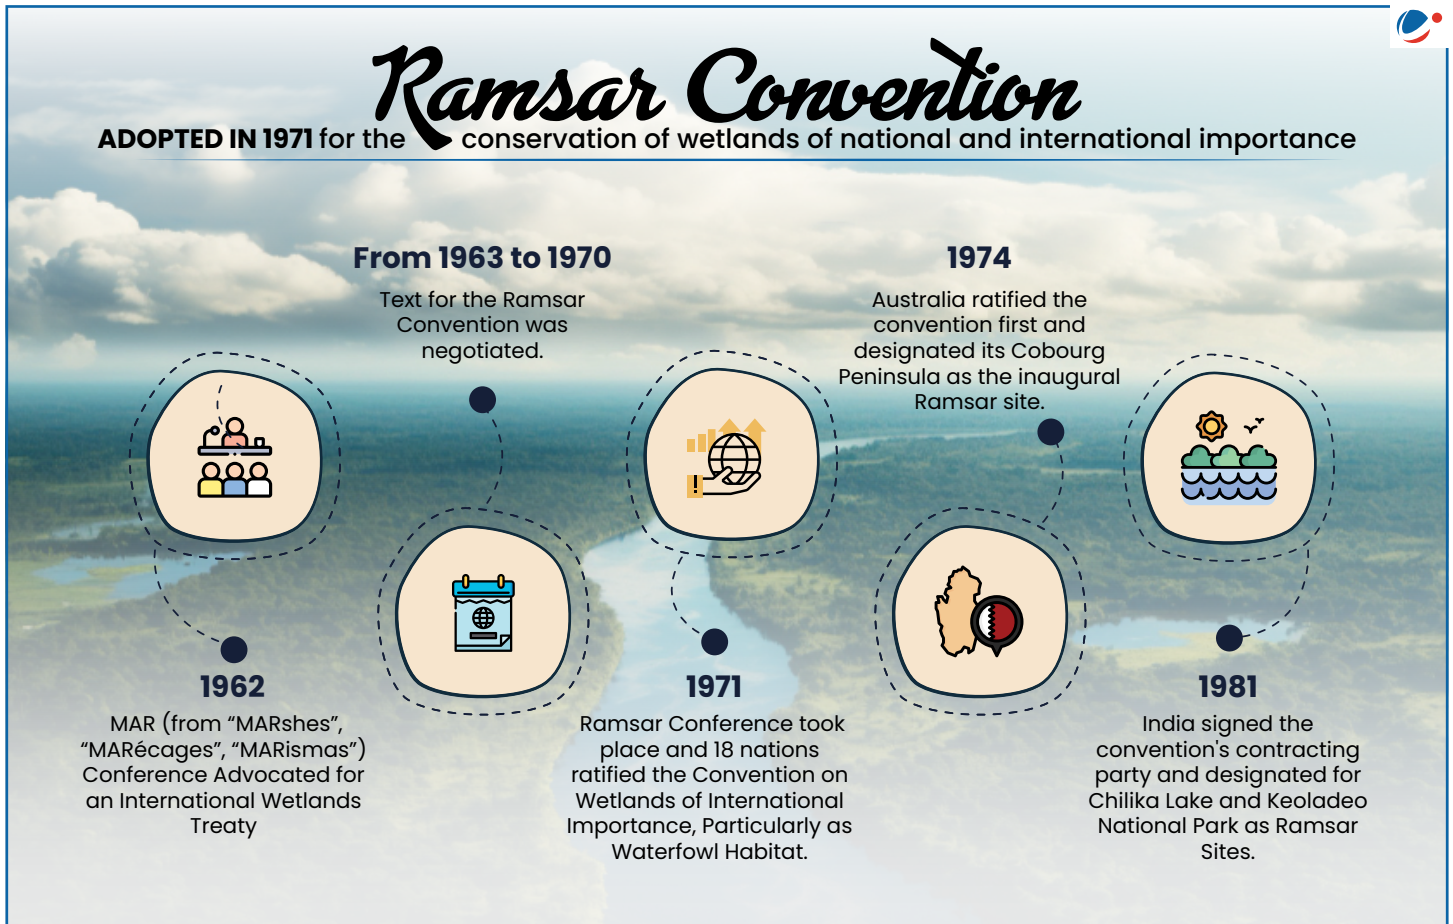 Ramsar Convention
ADOPTED IN 1971 for the conservation of wetlands of national and international importance
From 1963 to 1970
Text for the Ramsar
Convention was
negotiated.
1974
Australia ratified the
convention first and
designated its Cobourg
Peninsula as the inaugural
Ramsar site.
1962
MAR (from “MARshes”,
“MARécages”, “MARismas”)
Conference Advocated for
an International Wetlands
Treaty
1971
Ramsar Conference took
place and 18 nations
ratified the Convention on
Wetlands of International
Importance, Particularly as
Waterfowl Habitat.
1981
India signed the
convention's contracting
party and designated for
Chilika Lake and Keoladeo
National Park as Ramsar
Sites.